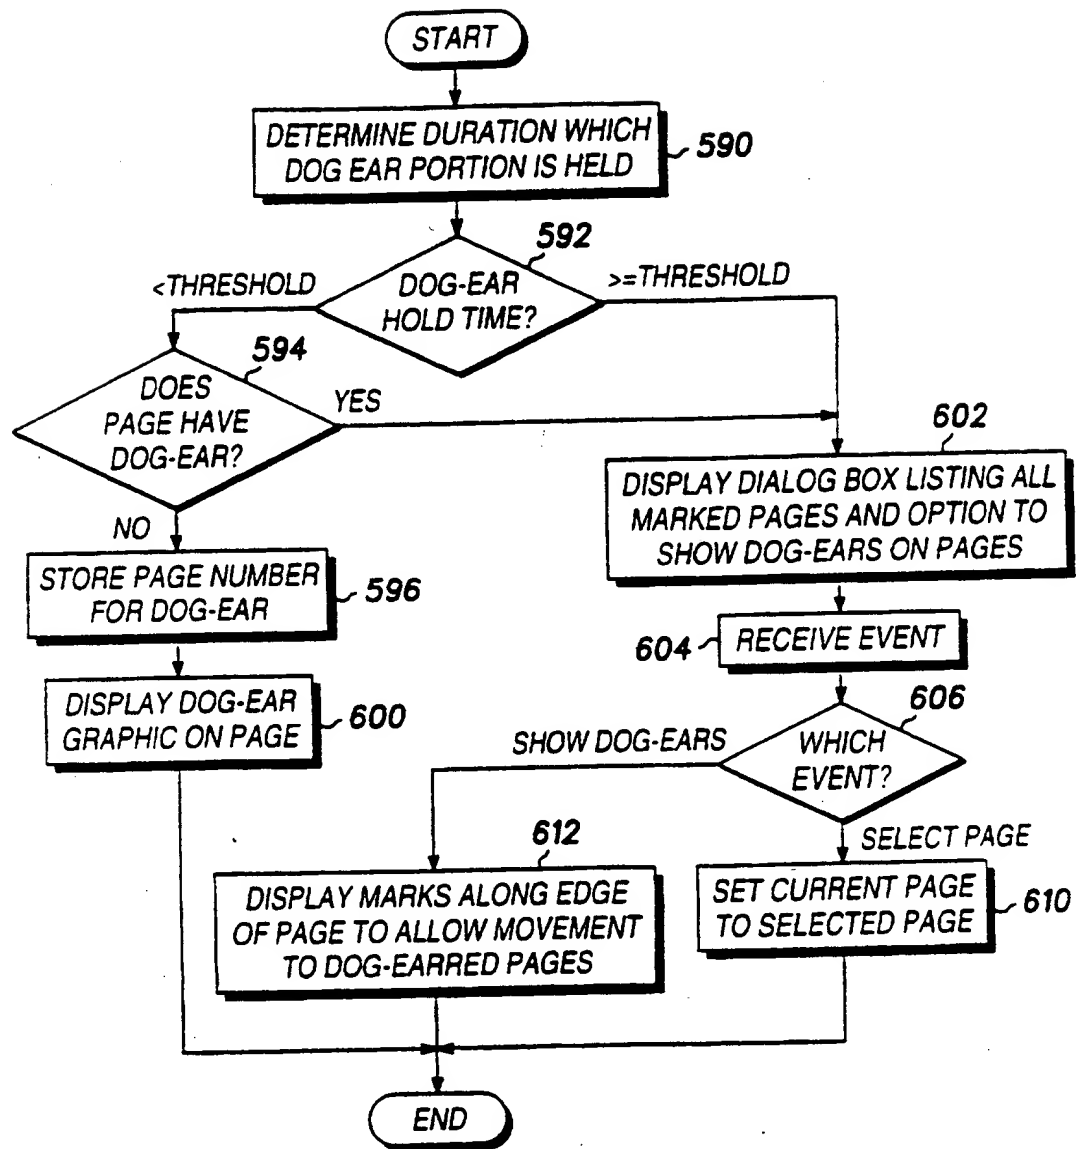 START
DETERMINE DURATION WHICH
DOG EAR PORTION IS HELD
590
592
<THRESHOLD
DOG-EAR
HOLD TIME?
>=THRESHOLD
594
DOES
PAGE HAVE
DOG-EAR?
YES
NO
602
DISPLAY DIALOG BOX LISTING ALL
MARKED PAGES AND OPTION TO
SHOW DOG-EARS ON PAGES
STORE PAGE NUMBER
FOR DOG-EAR
596
604
RECEIVE EVENT
DISPLAY DOG-EAR
GRAPHIC ON PAGE
600
606
SHOW DOG-EARS
WHICH
EVENT?
SELECT PAGE
612
DISPLAY MARKS ALONG EDGE
OF PAGE TO ALLOW MOVEMENT
TO DOG-EARRED PAGES
SET CURRENT PAGE
TO SELECTED PAGE
610
END